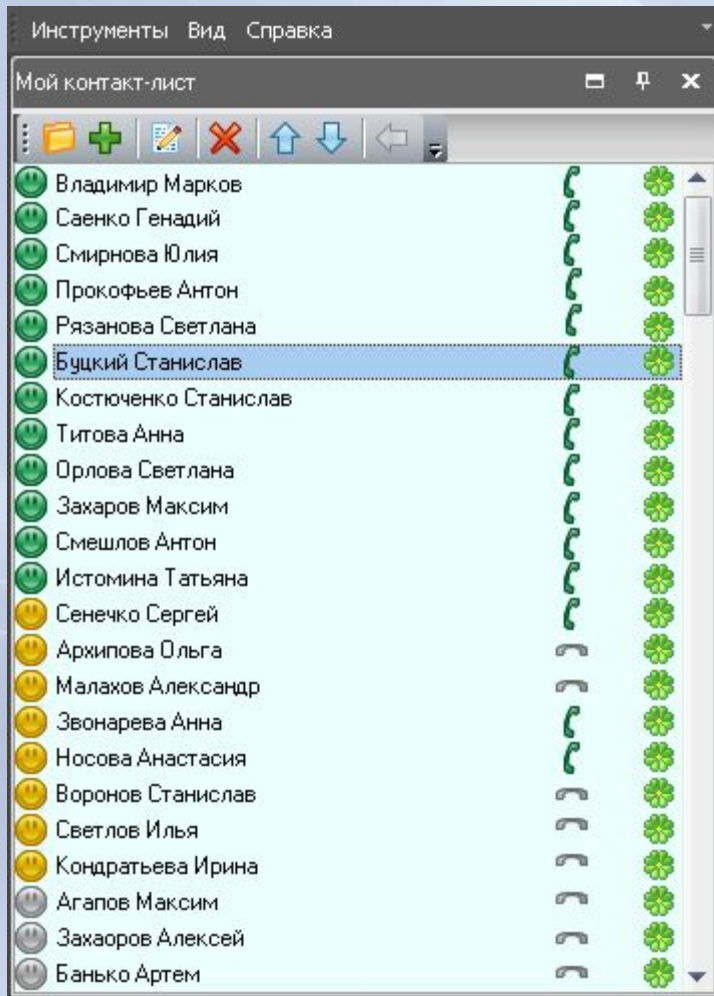 Инструменты Вид Справка
Мой контакт-лист
Владимир Марков
Саенко Генадий
Смирнова Юлия
Прокофьев Антон
Рязанова Светлана
Буцкий Станислав
Костюченко Станислав
Титова Анна
Орлова Светлана
Захаров Максим
Смешлов Антон
Истомина Татьяна
Сенечко Сергей
Архипова Ольга
Малахов Александр
Звонарева Анна
Носова Анастасия
Воронов Станислав
Светлов Илья
Кондратьева Ирина
Агапов Максим
Захаоров Алексей
Банько Артем